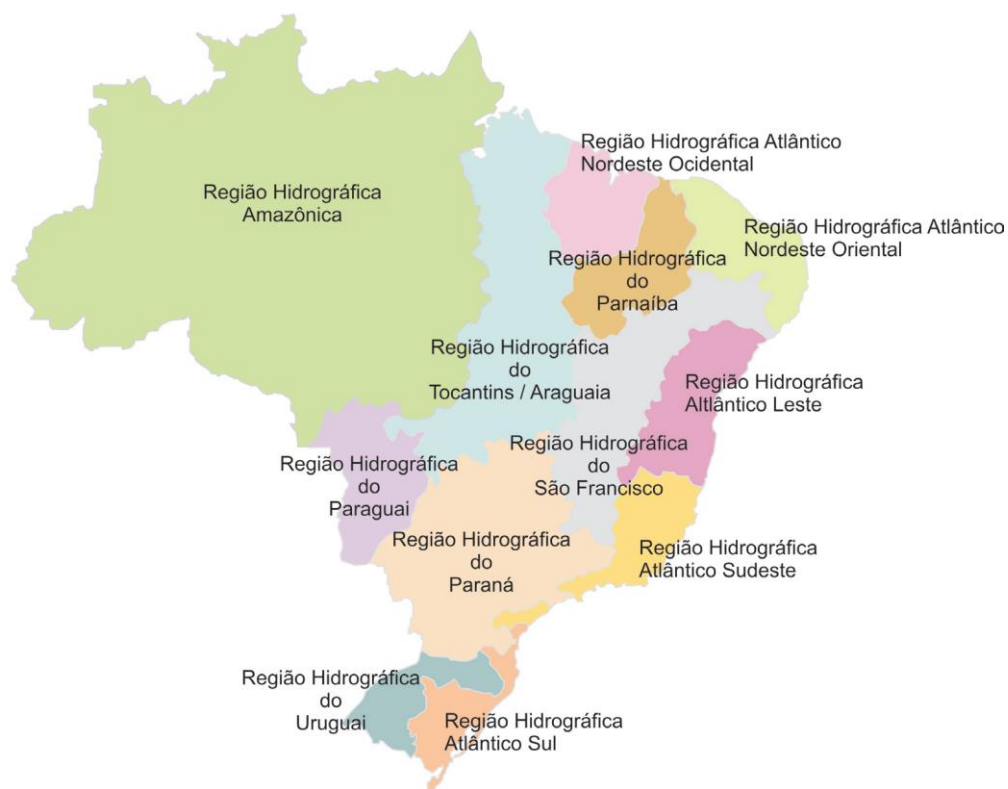 Região Hidrográfica Atlântico
Nordeste Ocidental
Região Hidrográfica
Amazônica
Região Hidrográfica Atlântico
Nordeste Oriental
Região Hidrográfica
do
Parnaíba
Região Hidrográfica
do
Tocantins / Araguaia
Região Hidrográfica
Altlântico Leste
Região Hidrográfica
do
São Francisco
Região Hidrográfica
do
Paraguai
Região Hidrográfica
do
Paraná
Região Hidrográfica
Atlântico Sudeste
Região Hidrográfica
do
Uruguai
Região Hidrográfica
Atlântico Sul